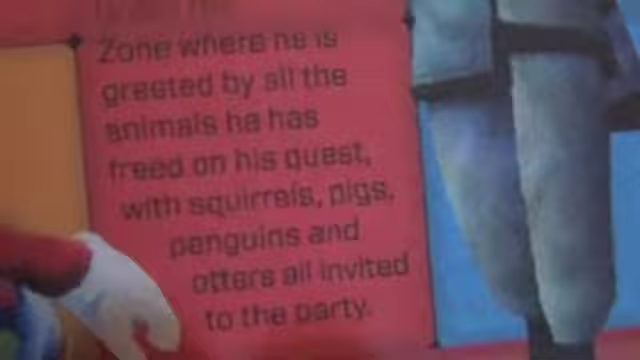 Zone where he is
greeted by all the
animals he has
freed on his quest,
with squirrels, pigs,
penguins and
otters all invited
to the party.